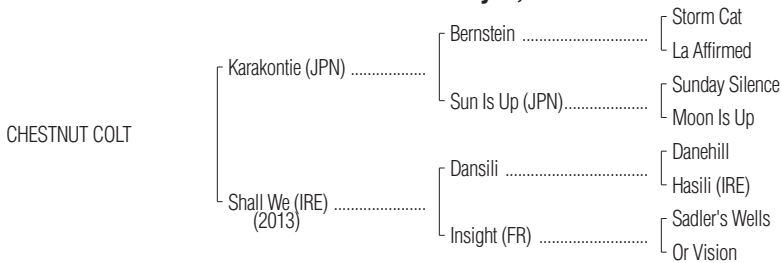 Storm Cat
Bernstein ........................
La Affirmed
Karakontie (JPN) ..................
Sunday Silence
Sun Is Up (JPN)................
Moon Is Up
CHESTNUT COLT
Danehill
Dansili ...........................
Hasili (IRE)
Shall We (IRE) ....................
(2013)
Sadler's Wells
Insight (FR) .....................
Or Vision